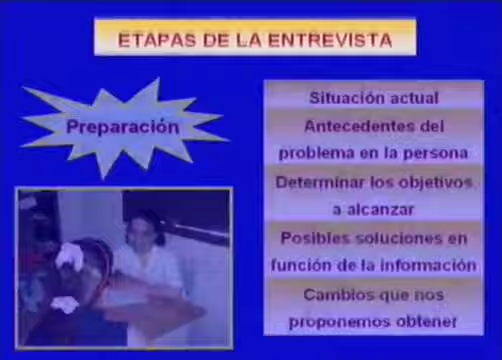 ETAPAS DE LA ENTREVISTA
Preparación
Situación actual
Antecedentes del
problema en la persona
Determinar los objetivos
a alcanzar
Posibles soluciones en
función de la información
Cambios que nos
proponemos obtener